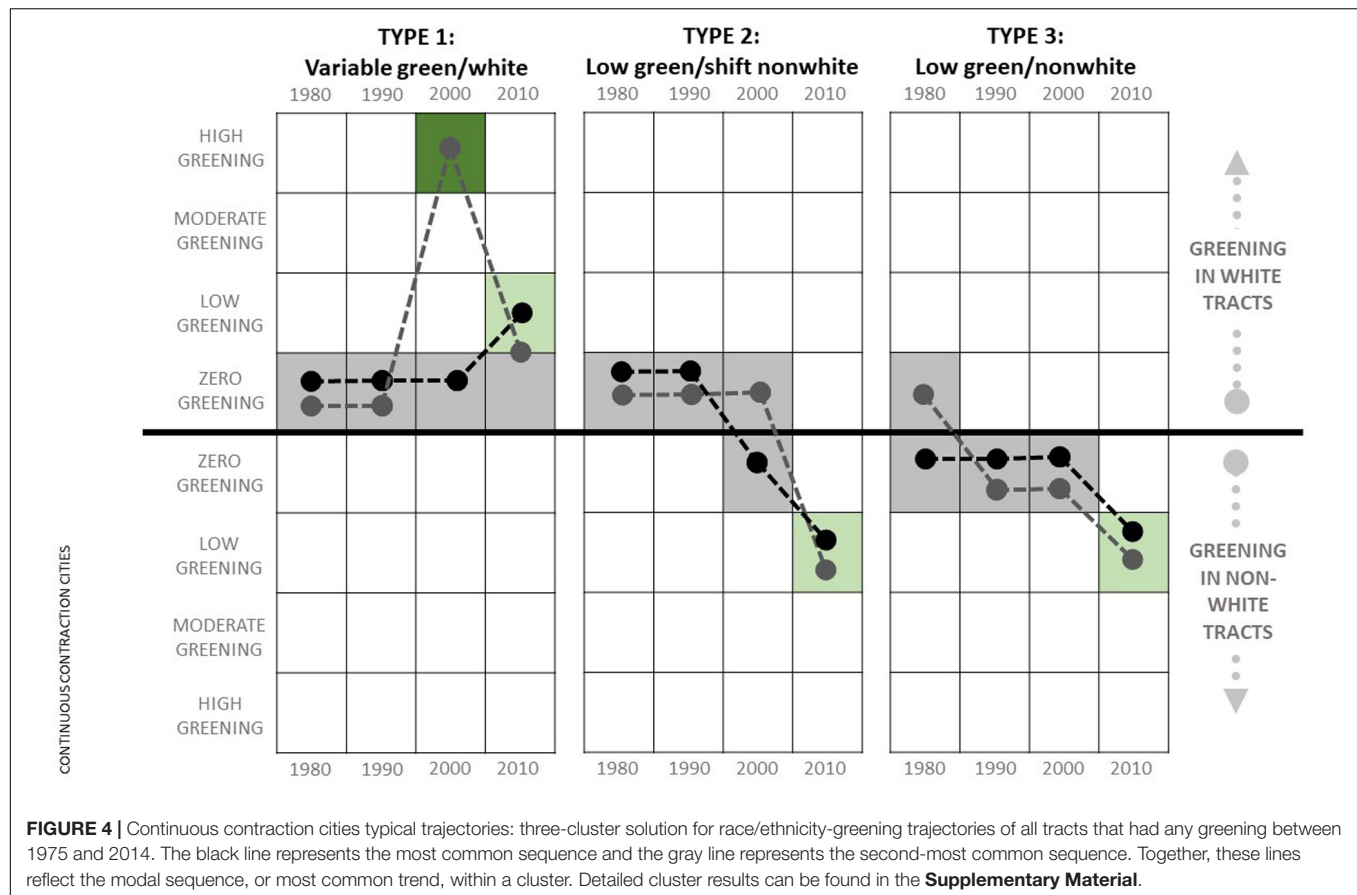 TYPE 1:
Variable green/white
TYPE 2:
Low green/shift nonwhite
TYPE 3:
Low green/nonwhite
1980 1990 2000 2010
1980 1990 2000 2010
1980 1990 2000 2010
HIGH
GREENING
MODERATE
GREENING
LOW
GREENING
ZERO
GREENING
ZERO
GREENING
LOW
GREENING
MODERATE
GREENING
HIGH
GREENING
GREENING
IN WHITE
TRACTS
GREENING
IN NON-
WHITE
TRACTS
CONTINUOUS CONTRACTION CITIES
1980 1990 2000 2010
1980 1990 2000 2010
1980 1990 2000 2010
FIGURE 4 | Continuous contraction cities typical trajectories: three-cluster solution for race/ethnicity-greening trajectories of all tracts that had any greening between
1975 and 2014. The black line represents the most common sequence and the gray line represents the second-most common sequence. Together, these lines
reflect the modal sequence, or most common trend, within a cluster. Detailed cluster results can be found in the Supplementary Material.